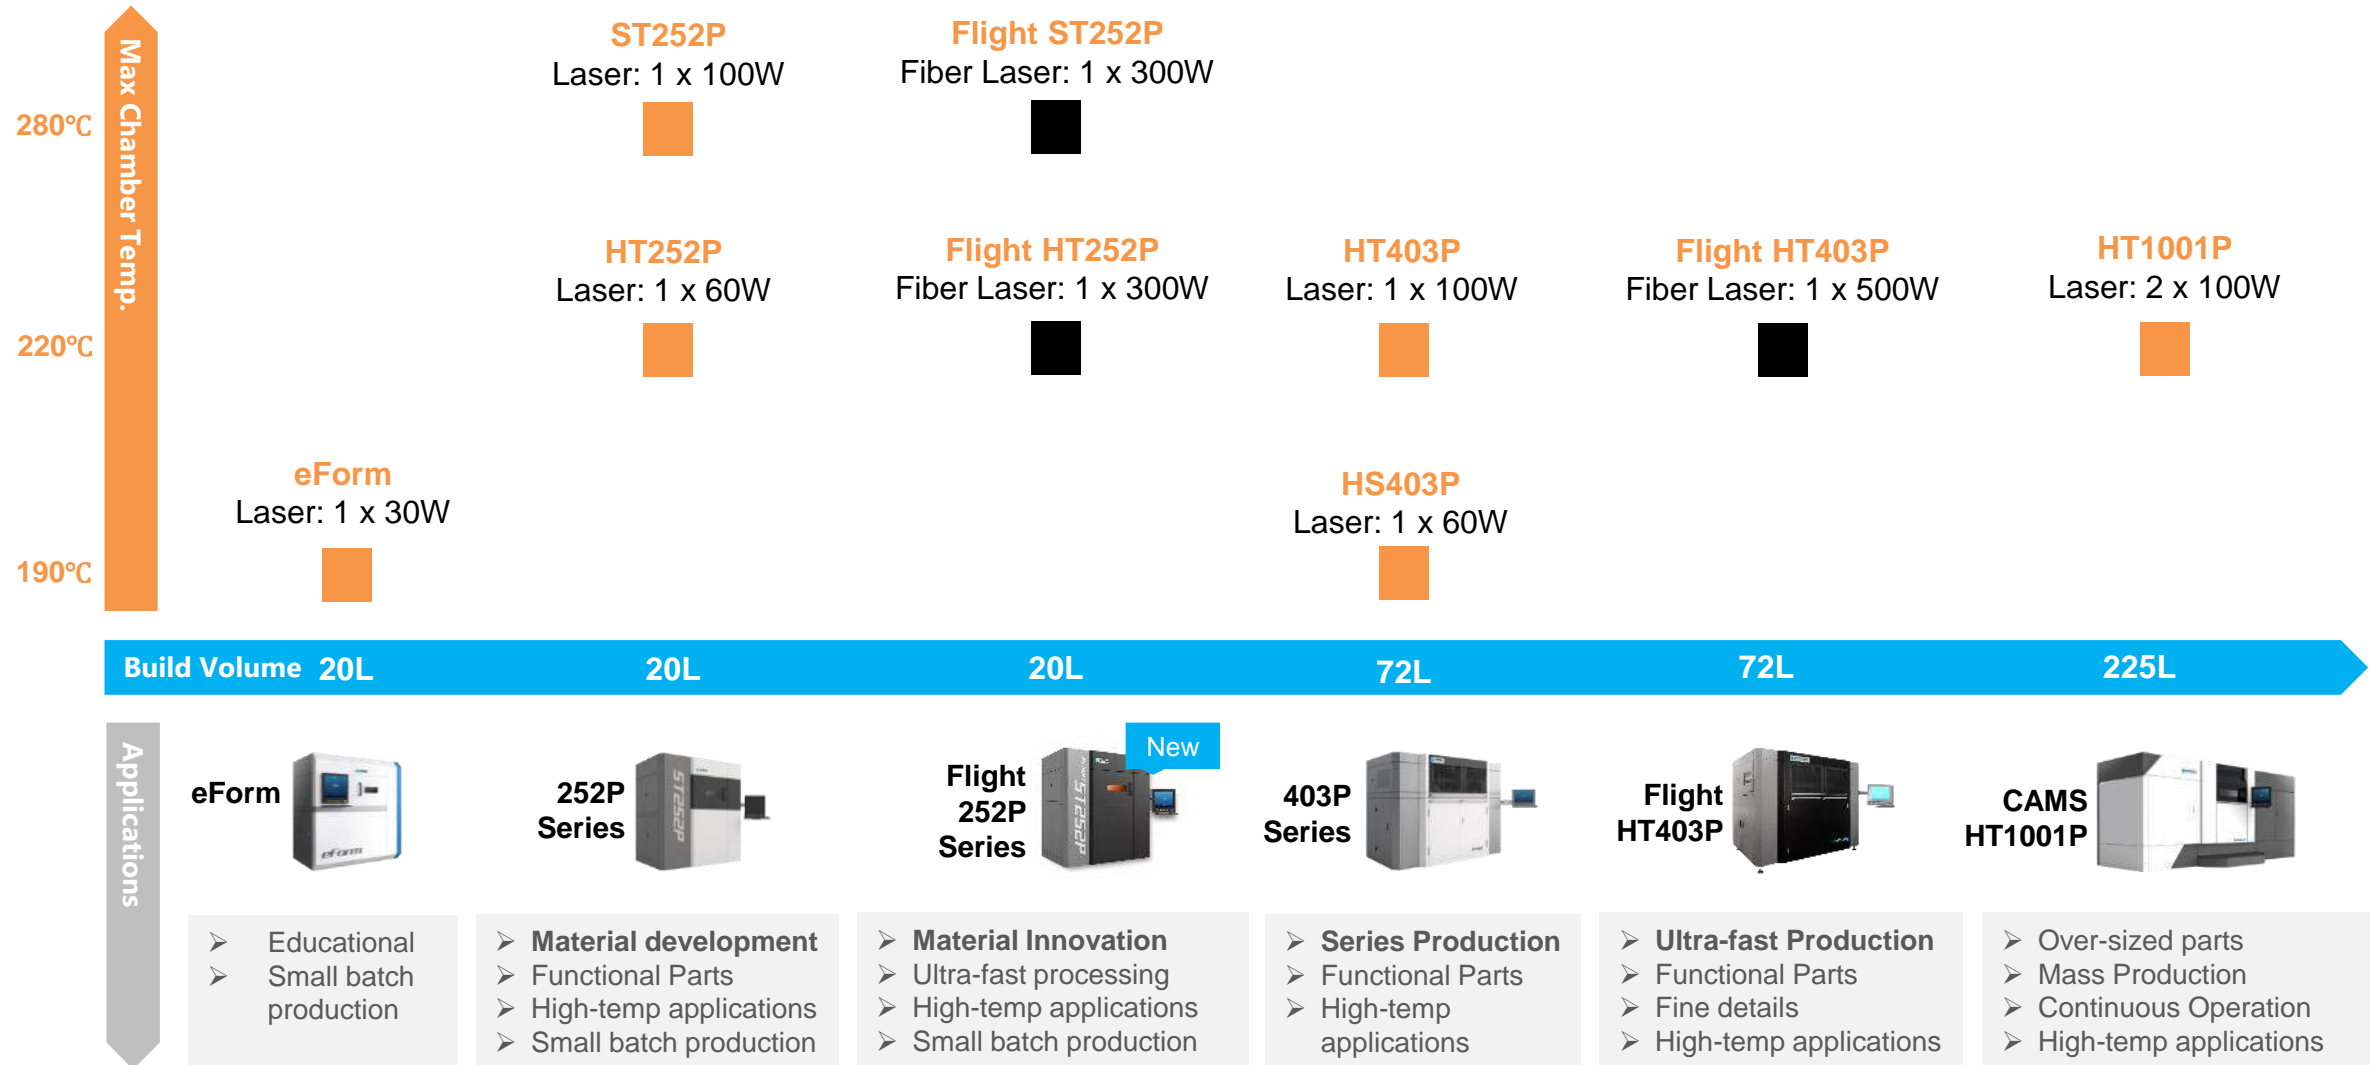 Max Chamber Temp.
280℃
220℃
190℃
ST252P
Laser: 1 x 100W
Flight ST252P
Fiber Laser: 1 x 300W
HT252P
Laser: 1 x 60W
Flight HT252P
Fiber Laser: 1 x 300W
HT403P
Laser: 1 x 100W
Flight HT403P
Fiber Laser: 1 x 500W
HT1001P
Laser: 2 x 100W
eForm
Laser: 1 x 30W
HS403P
Laser: 1 x 60W
Build Volume 20L 20L 20L 72L 72L 225L
Applications
eForm
eForm
252P
Series
ST252P
Flight
252P
Series
ST252P
New
403P
Series
Flight
HT403P
CAMS
HT1001P
➢ Educational
➢ Small batch
production
➢ Material development
➢ Functional Parts
➢ High-temp applications
➢ Small batch production
➢ Material Innovation
➢ Ultra-fast processing
➢ High-temp applications
➢ Small batch production
➢ Series Production
➢ Functional Parts
➢ High-temp
applications
➢ Ultra-fast Production
➢ Functional Parts
➢ Fine details
➢ High-temp applications
➢ Over-sized parts
➢ Mass Production
➢ Continuous Operation
➢ High-temp applications